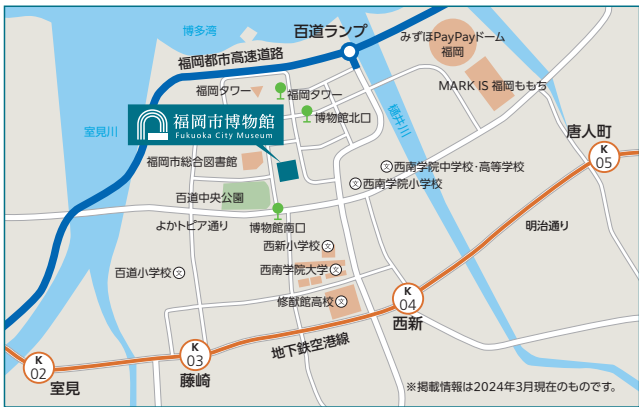 博多湾
百道ランプ
みずほPayPayドーム
福岡
福岡都市高速道路
MARK IS 福岡ももち
福岡タワー
福岡タワー
博物館北口
樋井川
室見川
福岡市博物館
Fukuoka City Museum
唐人町
K
05
福岡市総合図書館
西南学院中学校・高等学校
文
西南学院小学校
文
百道中央公園
よかトピア通り
博物館南口
明治通り
西新小学校
文
百道小学校
文
西南学院大学
文
修猷館高校
文
K
04
西新
地下鉄空港線
K
03
藤崎
K
02
室見
※掲載情報は2024年3月現在のものです。